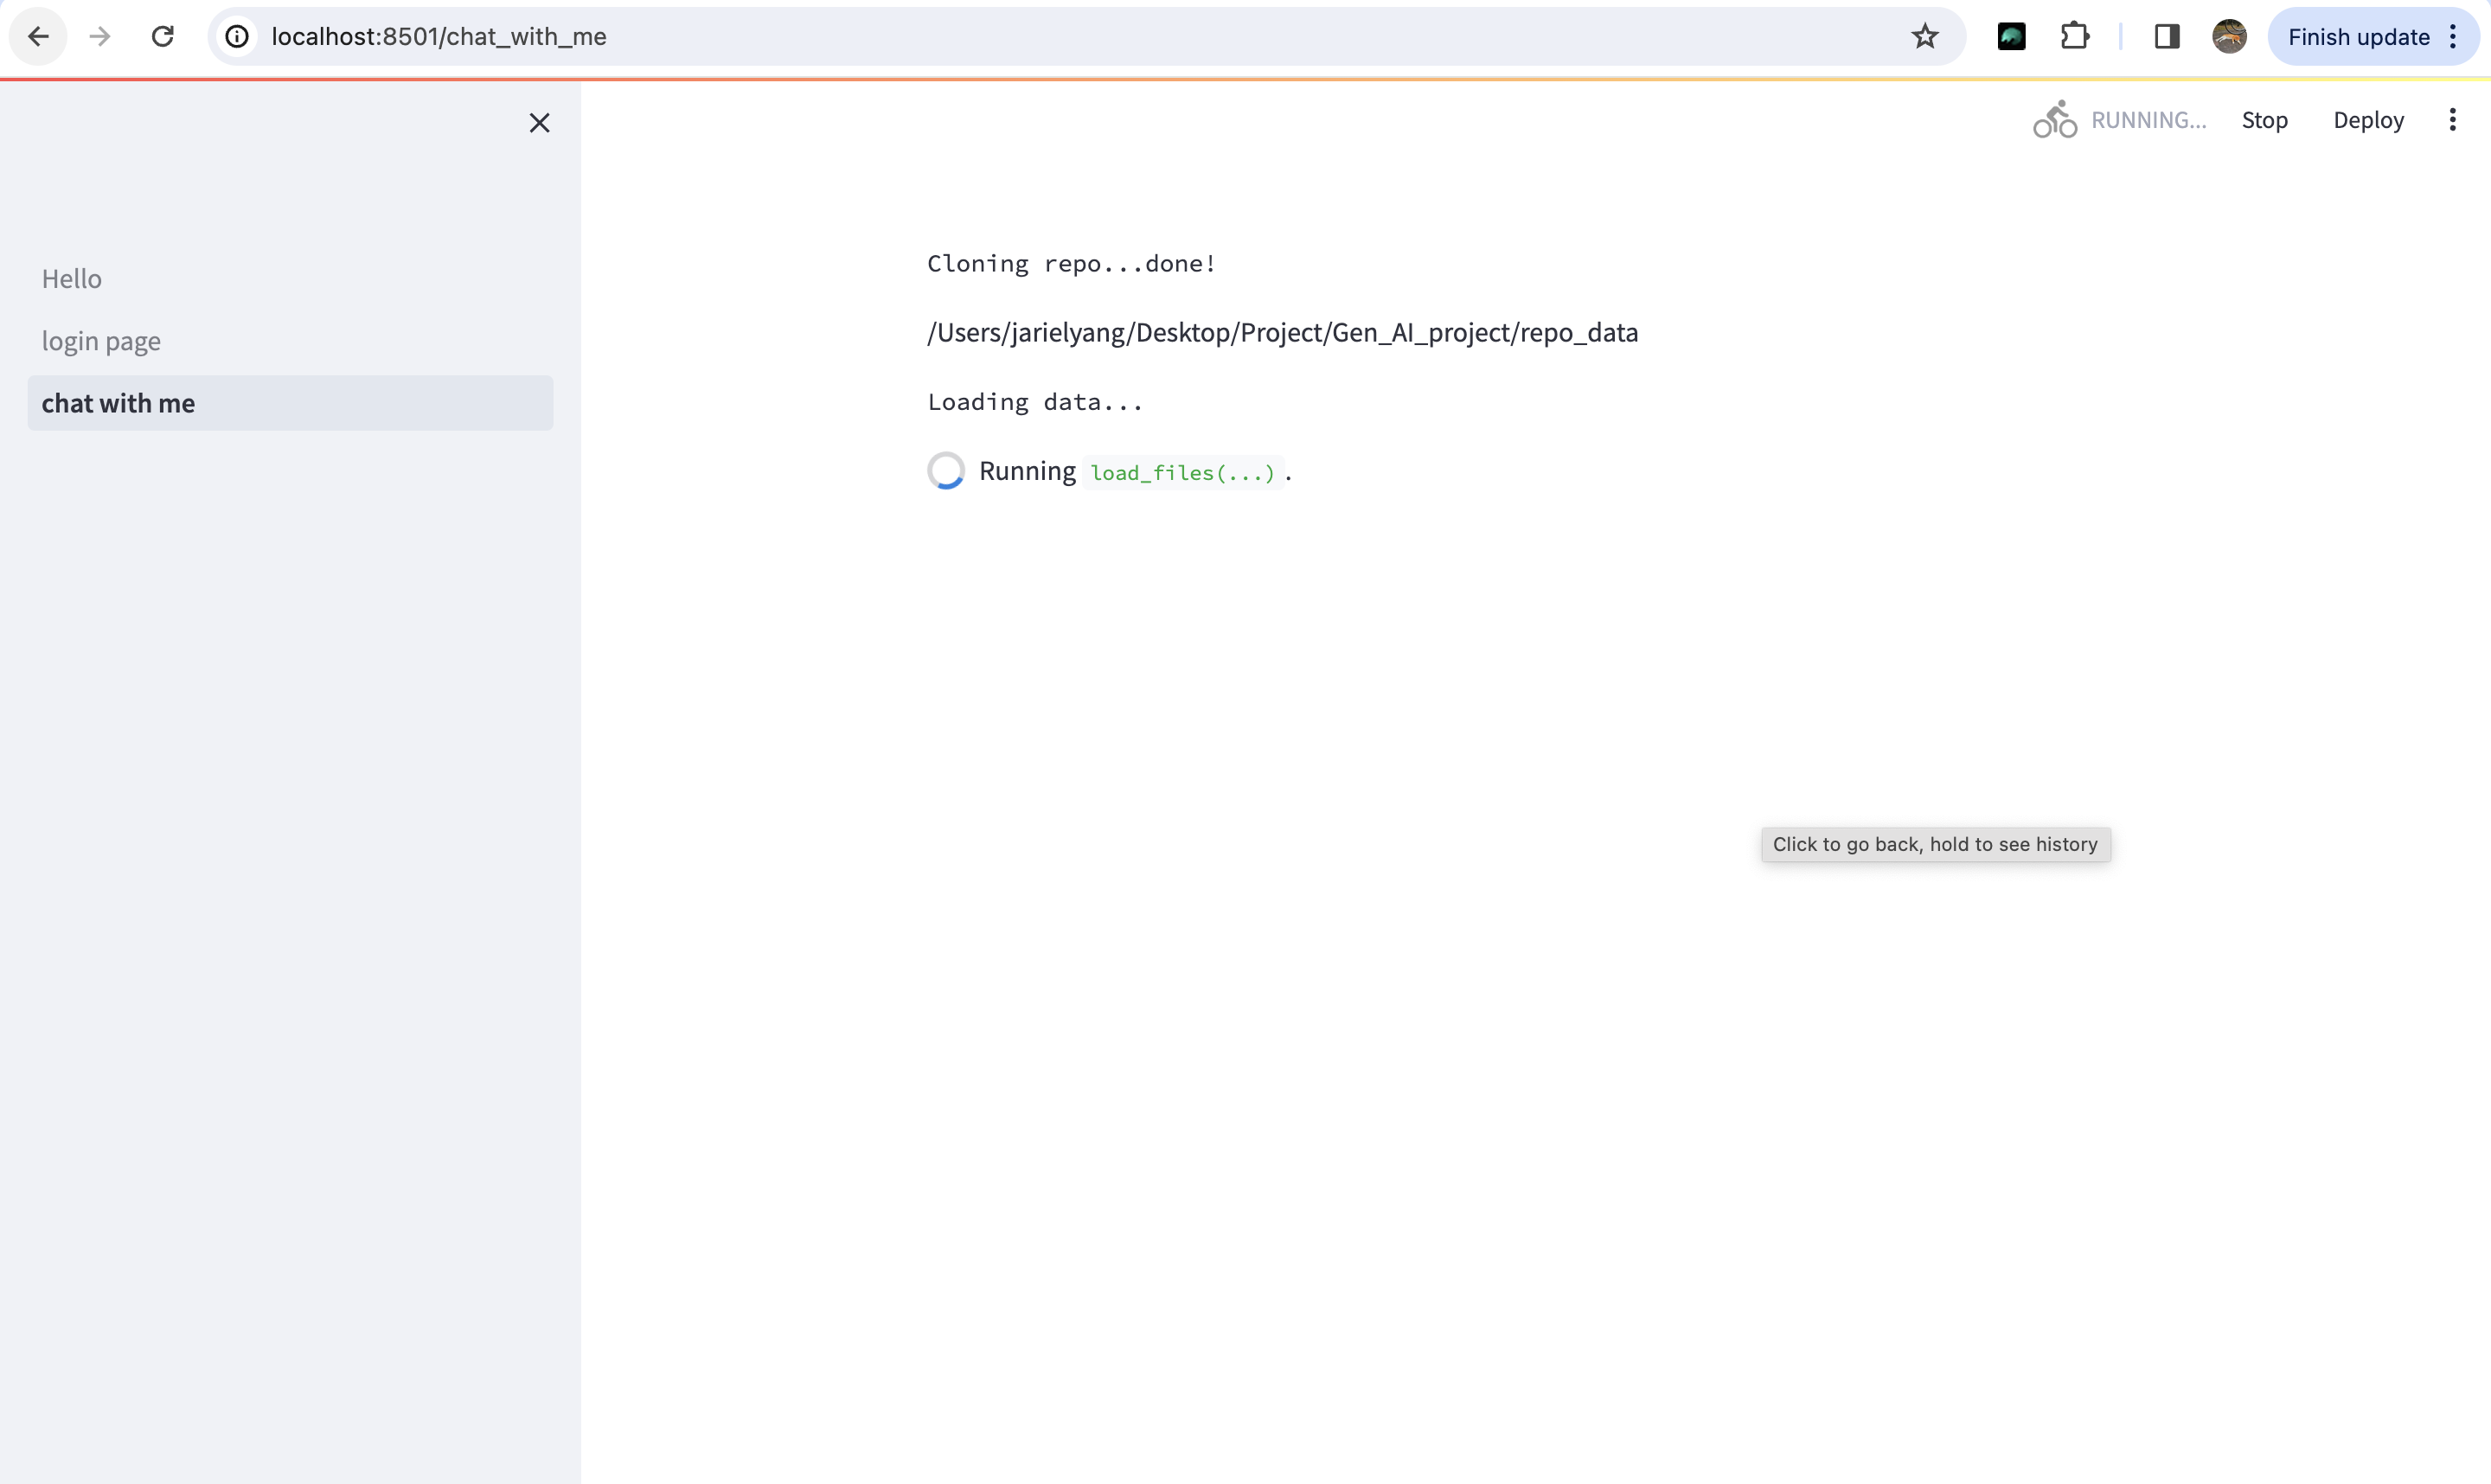 localhost:8501/chat_with_me
Finish update
RUNNING...
Stop
Deploy
Hello
login page
chat with me
Cloning repo...done!
/Users/jarielyang/Desktop/Project/Gen_AI_project/repo_data
Loading data...
Running load_files(...).
Click to go back, hold to see history